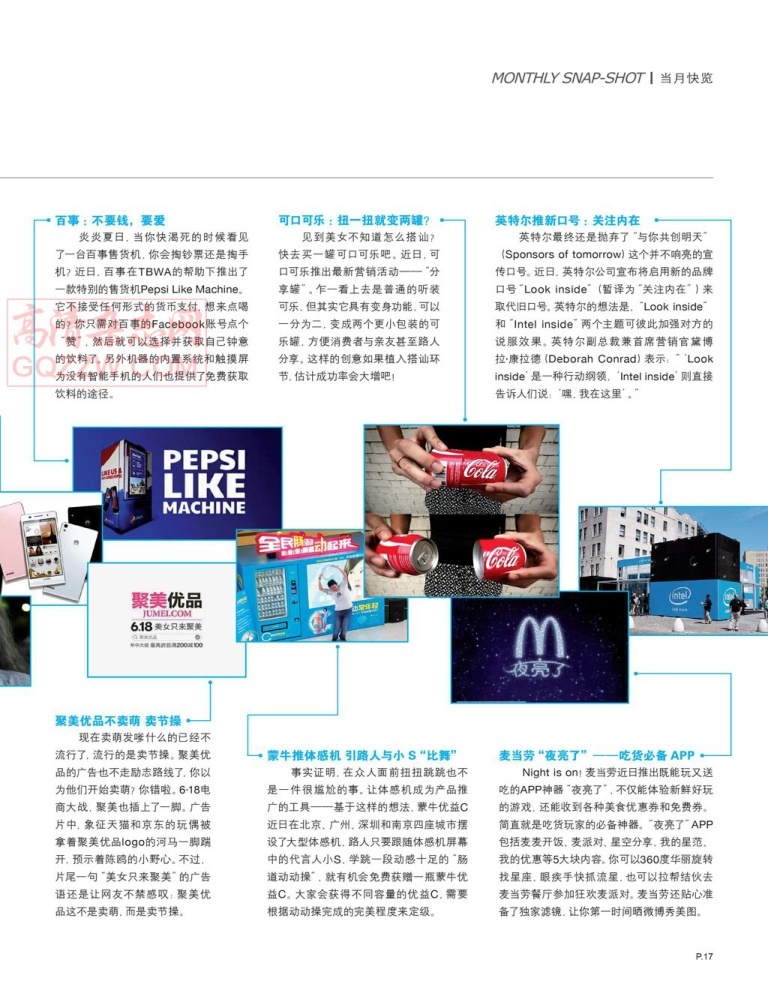 MONTHLY SNAP-SHOT | 当月快览
百事：不要钱，要爱
炎炎夏日，当你快渴死的时候看见
了一台百事售货机，你会掏钞票还是掏手
机？近日，百事在TBWA的帮助下推出了
一款特别的售货机Pepsi Like Machine。
它不接受任何形式的货币支付，想来点喝
的？你只需对百事的Facebook账号点个
“赞”，然后就可以选择并获取自己钟意
的饮料了。另外机器的内置系统和触摸屏
为没有智能手机的人们也提供了免费获取
饮料的途径。
可口可乐：扭一扭就变两罐？
见到美女不知道怎么搭讪？
快去买一罐可口可乐吧。近日，可
口可乐推出最新营销活动——“分
享罐”。乍一看上去是普通的听装
可乐，但其实它具有变身功能，可以
一分为二，变成两个更小包装的可
乐罐，方便消费者与亲友甚至路人
分享。这样的创意如果植入搭讪环
节，估计成功率会大增吧！
英特尔推新口号：关注内在
英特尔最终还是抛弃了“与你共创明天”
（Sponsors of tomorrow）这个并不响亮的宣
传口号。近日，英特尔公司宣布将启用新的品牌
口号“Look inside”（暂译为“关注内在”）来
取代旧口号。英特尔的想法是，“Look inside”
和“Intel inside”两个主题可彼此加强对方的
说服效果。英特尔副总裁兼首席营销官黛博
拉·康拉德（Deborah Conrad）表示：“‘Look
inside’是一种行动纲领，‘Intel inside’则直接
告诉人们说：‘嘿，我在这里’。”
高清杂志网
GQZZW.COM
LIKE US &
PEPSI
LIKE
MACHINE
全民肠道动起来
Coca-Cola
intel
聚美优品
JUMEI.COM
6.18 美女只来聚美
聚美优品
年中大促 最高折后满200减100
夜亮了
聚美优品不卖萌 卖节操
现在卖萌发嗲什么的已经不
流行了，流行的是卖节操。聚美优
品的广告也不走励志路线了，你以
为他们开始卖萌？你错啦。6·18电
商大战，聚美也插上了一脚。广告
片中，象征天猫和京东的玩偶被
拿着聚美优品logo的河马一脚踹
开，预示着陈鸥的小野心。不过，
片尾一句“美女只来聚美”的广告
语还是让网友不禁感叹：聚美优
品这不是卖萌，而是卖节操。
蒙牛推体感机 引路人与小 S“比舞”
事实证明，在众人面前扭扭跳跳也不
是一件很尴尬的事。让体感机成为产品推
广的工具——基于这样的想法，蒙牛优益C
近日在北京，广州，深圳和南京四座城市摆
设了大型体感机，路人只要跟随体感机屏幕
中的代言人小S，学跳一段动感十足的“肠
道动动操”，就有机会免费获赠一瓶蒙牛优
益C。大家会获得不同容量的优益C，需要
根据动动操完成的完美程度来定级。
麦当劳“夜亮了”——吃货必备 APP
Night is on! 麦当劳近日推出既能玩又送
吃的APP神器“夜亮了”，不仅能体验新鲜好玩
的游戏，还能收到各种美食优惠券和免费券。
简直就是吃货玩家的必备神器。“夜亮了”APP
包括麦麦开饭，麦派对，星空分享，我的星范，
我的优惠等5大块内容。你可以360度华丽旋转
找星座，眼疾手快抓流星，也可以拉帮结伙去
麦当劳餐厅参加狂欢麦派对。麦当劳还贴心准
备了独家滤镜，让你第一时间晒微博秀美图。
P.17